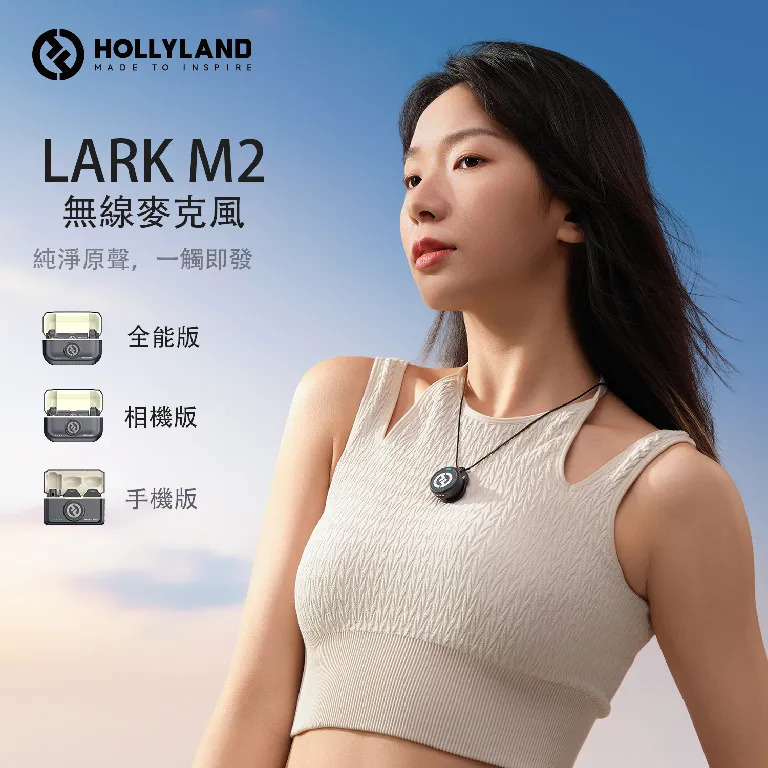 HOLLYLAND
MADE TO INSPIRE
LARK M2
無線麥克風
純淨原聲，一觸即發
全能版
相機版
手機版